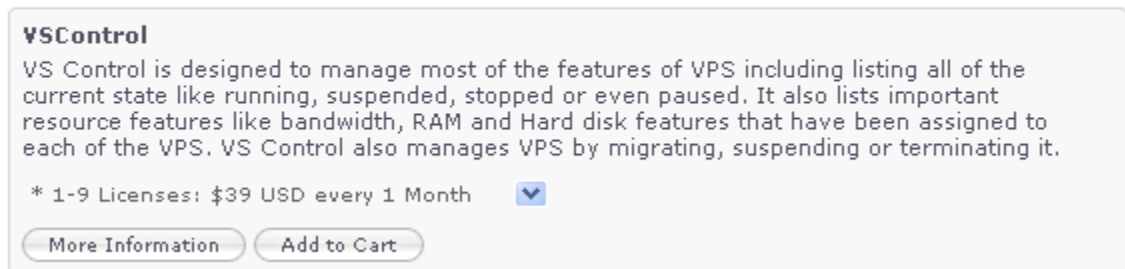 VSControl
VS Control is designed to manage most of the features of VPS including listing all of the
current state like running, suspended, stopped or even paused. It also lists important
resource features like bandwidth, RAM and Hard disk features that have been assigned to
each of the VPS. VS Control also manages VPS by migrating, suspending or terminating it.
* 1-9 Licenses: $39 USD every 1 Month
More Information Add to Cart